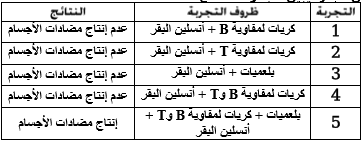 التجربة ظروف التجربة النتائج
1 كريات لمفاوية B + أنسلين البقر عدم إنتاج مضادات الأجسام
2 كريات لمفاوية T + أنسلين البقر عدم إنتاج مضادات الأجسام
3 بلعميات + أنسلين البقر عدم إنتاج مضادات الأجسام
4 كريات لمفاوية B وT + أنسلين البقر عدم إنتاج مضادات الأجسام
5 بلعميات + كريات لمفاوية B وT + إنتاج مضادات الأجسام
أنسلين البقر